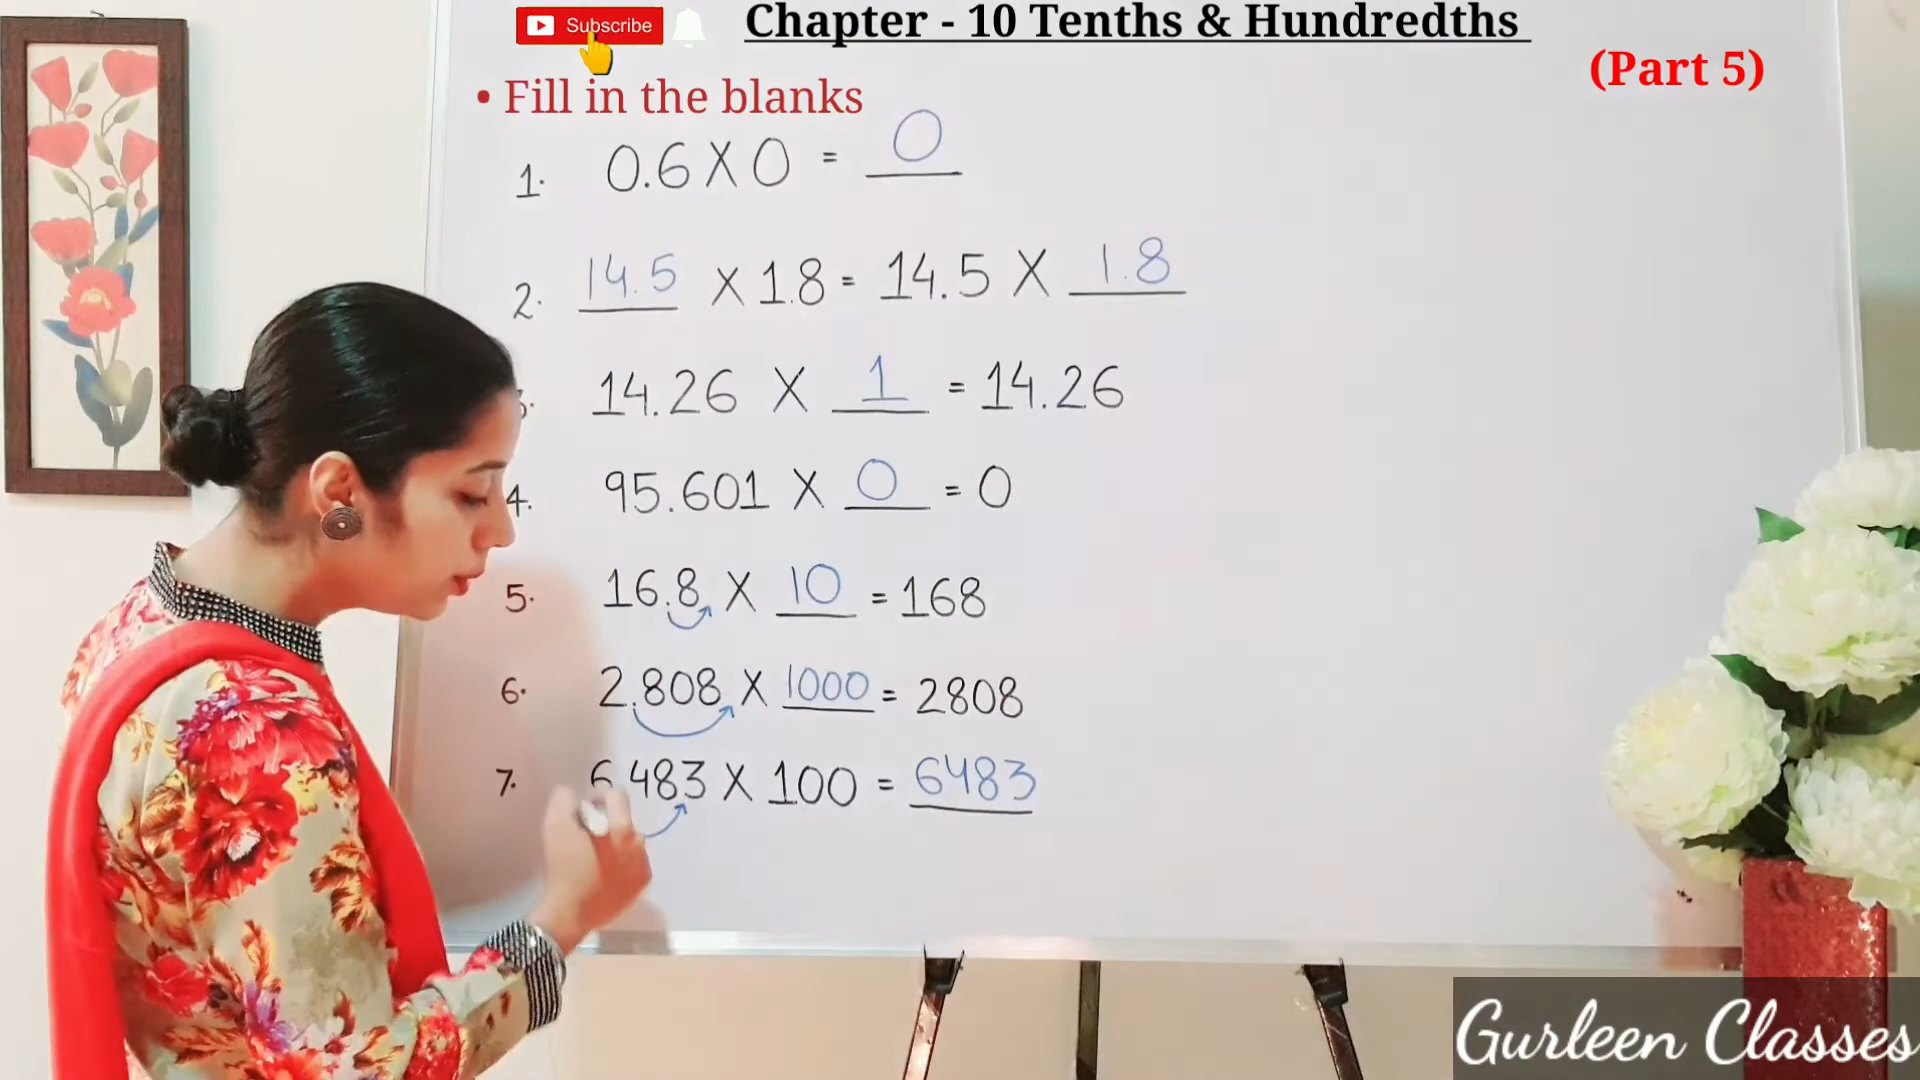 Subscribe
Chapter - 10 Tenths & Hundredths
(Part 5)
• Fill in the blanks
1. 0.6 X 0 = 0
2. 14.5 X 1.8 = 14.5 X 1.8
3. 14.26 X 1 = 14.26
4. 95.601 X 0 = 0
5. 16.8 X 10 = 168
6. 2.808 X 1000 = 2808
7. 6 483 X 100 = 6483
Gurleen Classes